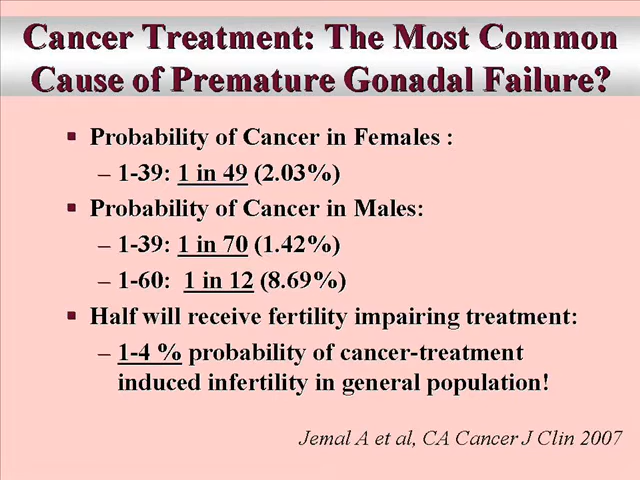 Cancer Treatment: The Most Common
Cause of Premature Gonadal Failure?
Probability of Cancer in Females :
– 1-39: 1 in 49 (2.03%)
Probability of Cancer in Males:
– 1-39: 1 in 70 (1.42%)
– 1-60: 1 in 12 (8.69%)
Half will receive fertility impairing treatment:
– 1-4 % probability of cancer-treatment
induced infertility in general population!
Jemal A et al, CA Cancer J Clin 2007